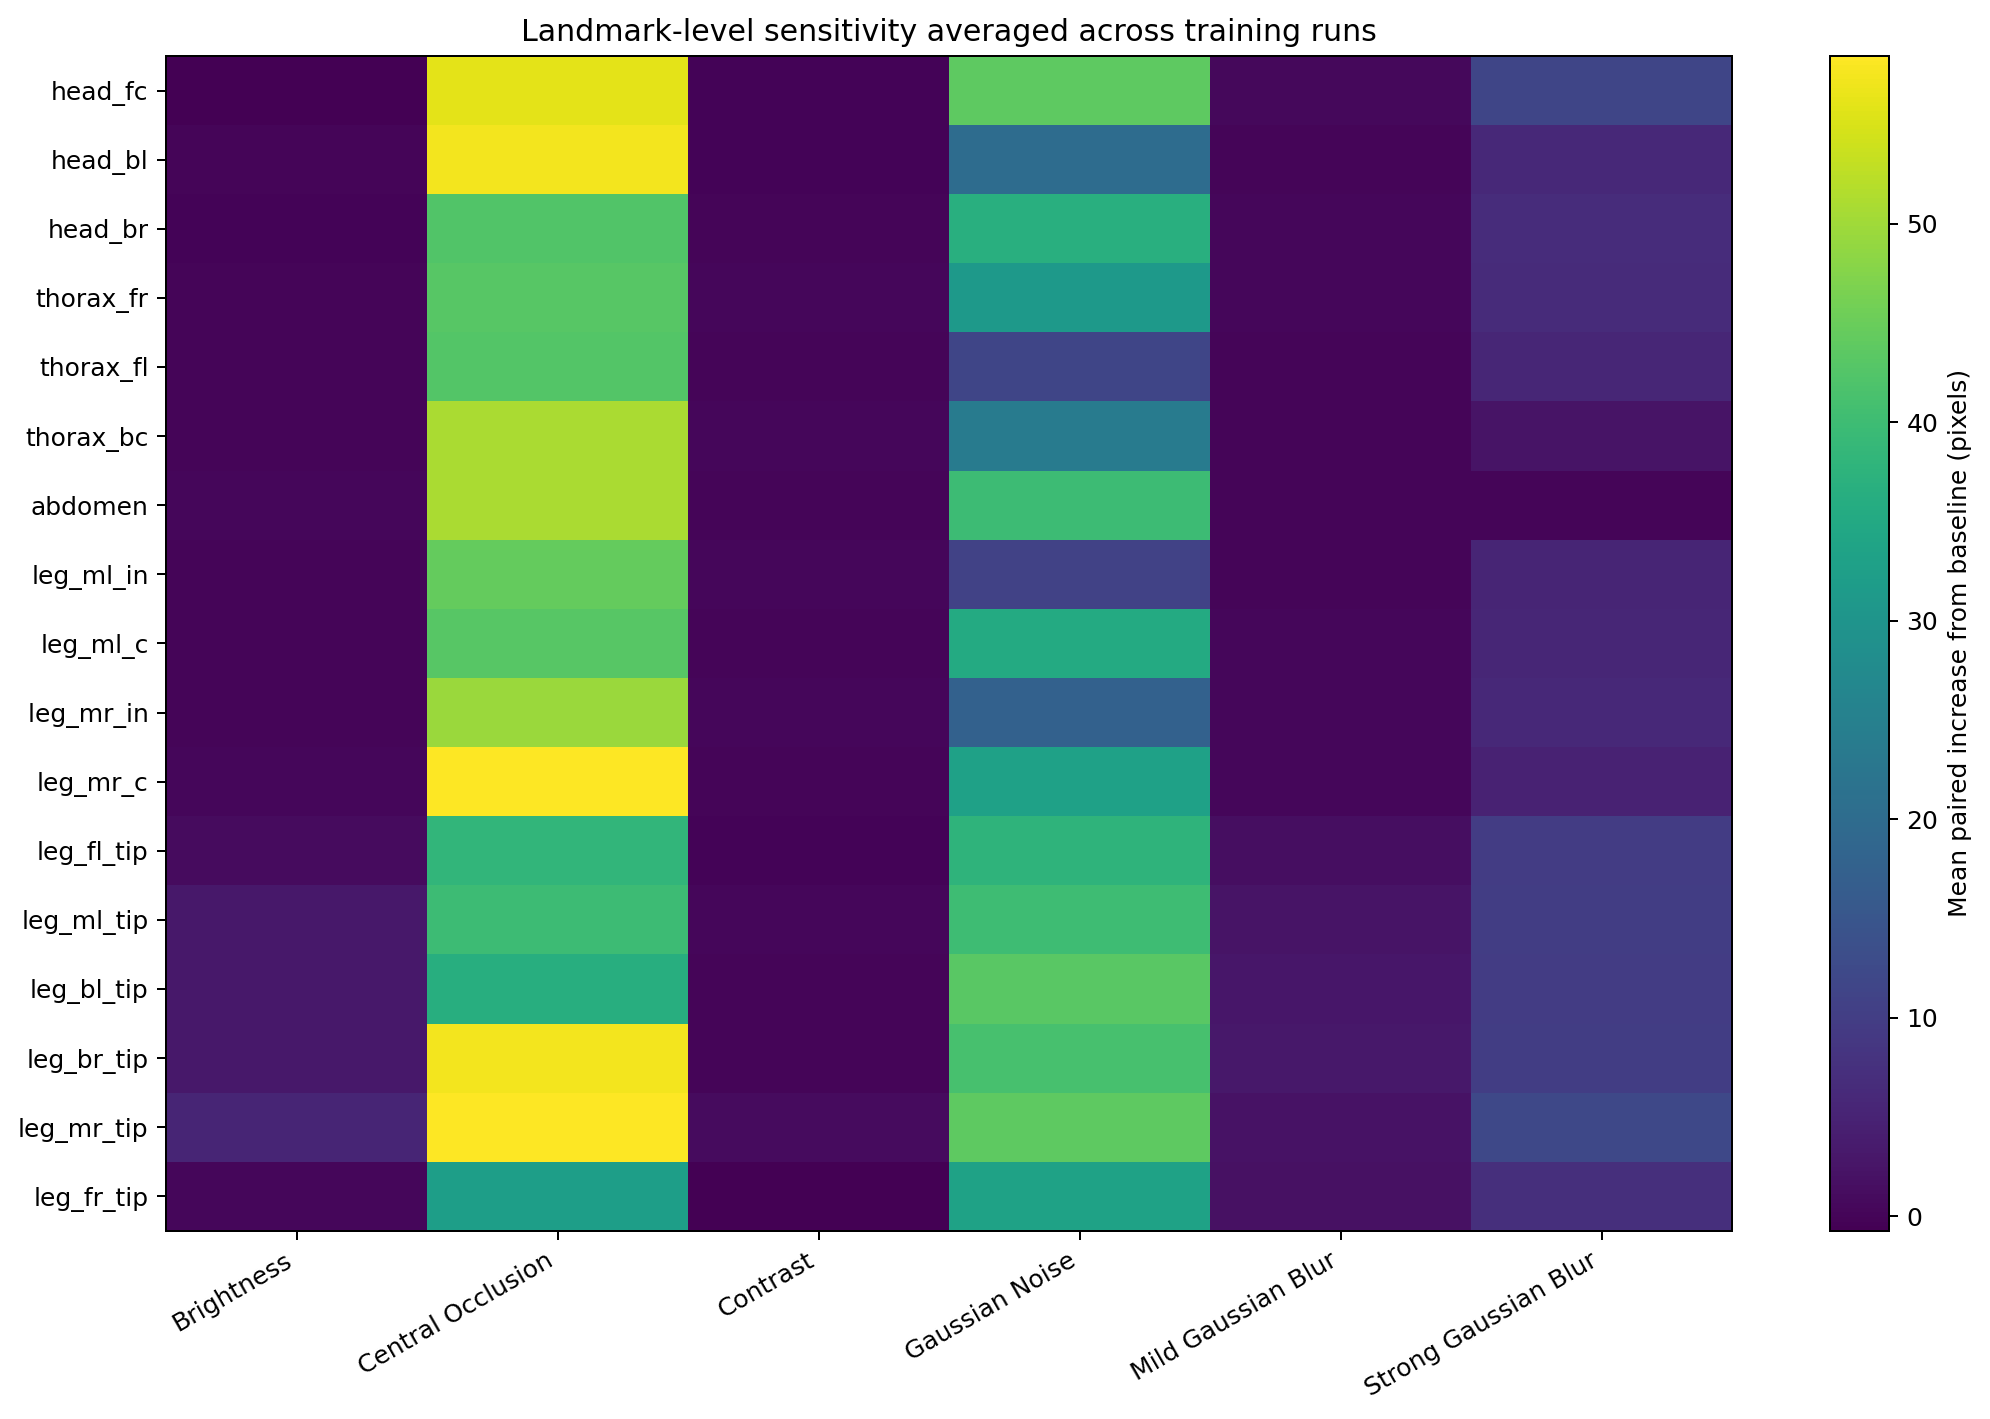 Landmark-level sensitivity averaged across training runs
head_fc
head_bl
head_br
thorax_fr
thorax_fl
thorax_bc
abdomen
leg_ml_in
leg_ml_c
leg_mr_in
leg_mr_c
leg_fl_tip
leg_ml_tip
leg_bl_tip
leg_br_tip
leg_mr_tip
leg_fr_tip
Brightness
Central Occlusion
Contrast
Gaussian Noise
Mild Gaussian Blur
Strong Gaussian Blur
50
40
30
20
10
0
Mean paired increase from baseline (pixels)